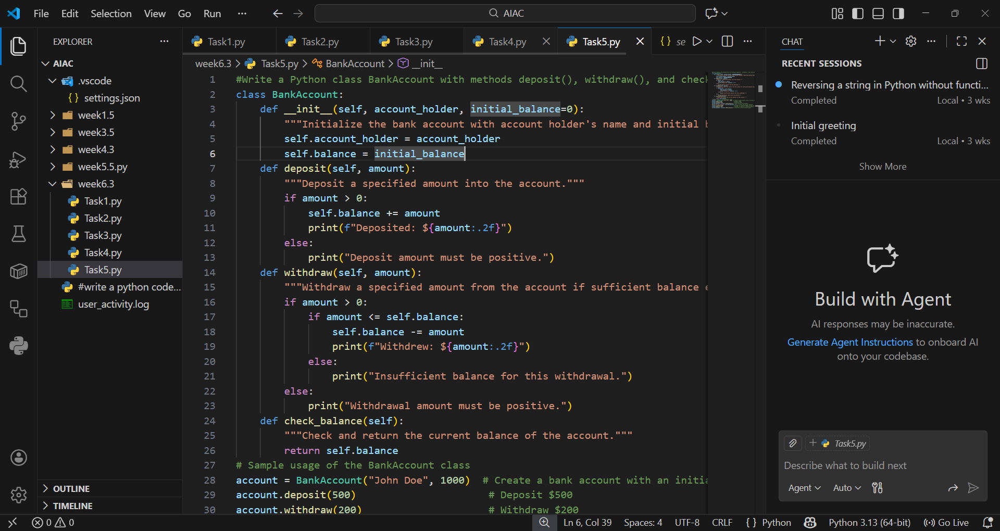 File Edit Selection View Go Run ···
AIAC
EXPLORER
AIAC
.vscode
{ } settings.json
week1.5
week3.5
week4.3
week5.5.py
week6.3
Task1.py
Task2.py
Task3.py
Task4.py
Task5.py
#write a python code...
user_activity.log
OUTLINE
TIMELINE
Task1.py Task2.py Task3.py Task4.py Task5.py { } se
week6.3 > Task5.py > BankAccount > __init__
1 #Write a Python class BankAccount with methods deposit(), withdraw(), and chec
2 class BankAccount:
3 def __init__(self, account_holder, initial_balance=0):
4 """Initialize the bank account with account holder's name and initial b
5 self.account_holder = account_holder
6 self.balance = initial_balance
7 def deposit(self, amount):
8 """Deposit a specified amount into the account."""
9 if amount > 0:
10 self.balance += amount
11 print(f"Deposited: ${amount:.2f}")
12 else:
13 print("Deposit amount must be positive.")
14 def withdraw(self, amount):
15 """Withdraw a specified amount from the account if sufficient balance e
16 if amount > 0:
17 if amount <= self.balance:
18 self.balance -= amount
19 print(f"Withdrew: ${amount:.2f}")
20 else:
21 print("Insufficient balance for this withdrawal.")
22 else:
23 print("Withdrawal amount must be positive.")
24 def check_balance(self):
25 """Check and return the current balance of the account."""
26 return self.balance
27 # Sample usage of the BankAccount class
28 account = BankAccount("John Doe", 1000) # Create a bank account with an initia
29 account.deposit(500) # Deposit $500
30 account.withdraw(200) # Withdraw $200
CHAT
RECENT SESSIONS
Reversing a string in Python without functi...
Completed Local • 3 wks
Initial greeting
Completed Local • 3 wks
Show More
Build with Agent
AI responses may be inaccurate.
Generate Agent Instructions to onboard AI
onto your codebase.
Task5.py
Describe what to build next
Agent Auto
0 0 Ln 6, Col 39 Spaces: 4 UTF-8 CRLF { } Python Python 3.13 (64-bit) Go Live